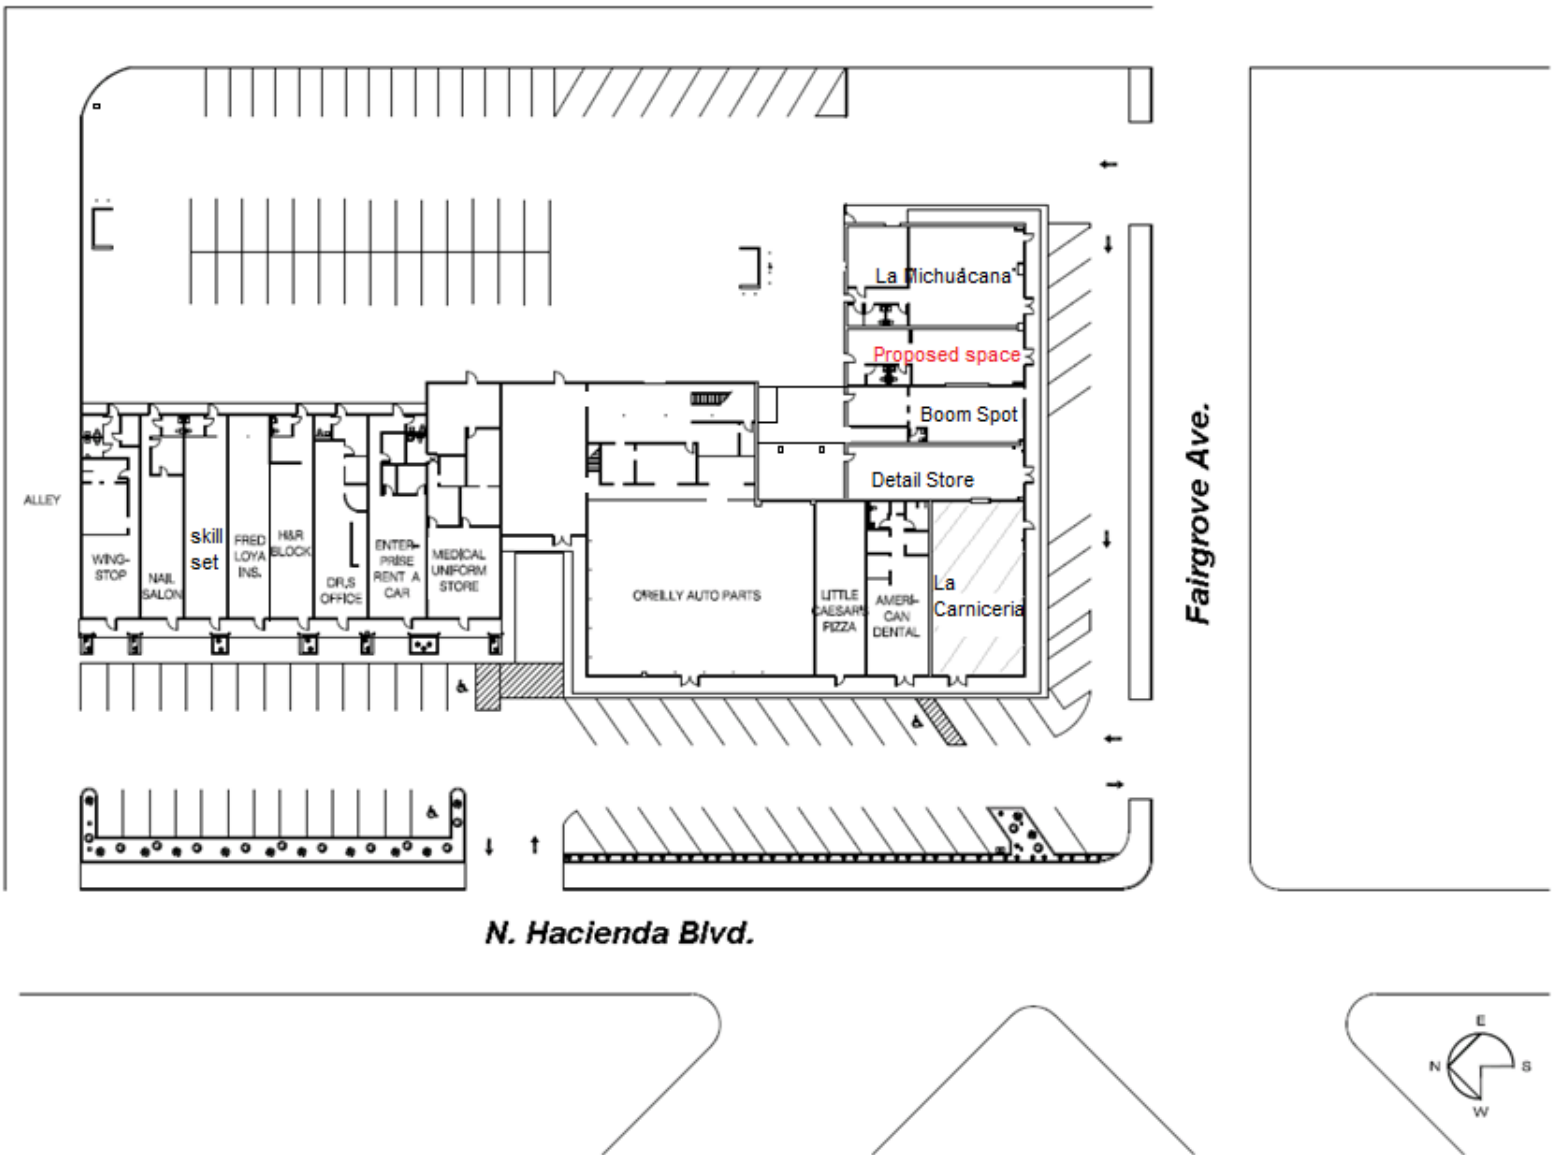 La Michuácana
Proposed space
Boom Spot
Detail Store
ALLEY
WING-
STOP
NAIL
SALON
skill
set
FRED
LOYA
INS.
H&R
BLOCK
DR,S
OFFICE
ENTER-
PRISE
RENT A
CAR
MEDICAL
UNIFORM
STORE
O'REILLY AUTO PARTS
LITTLE
CAESAR'S
PIZZA
AMERI-
CAN
DENTAL
La
Carniceria
Fairgrove Ave.
N. Hacienda Blvd.
E
N
S
W